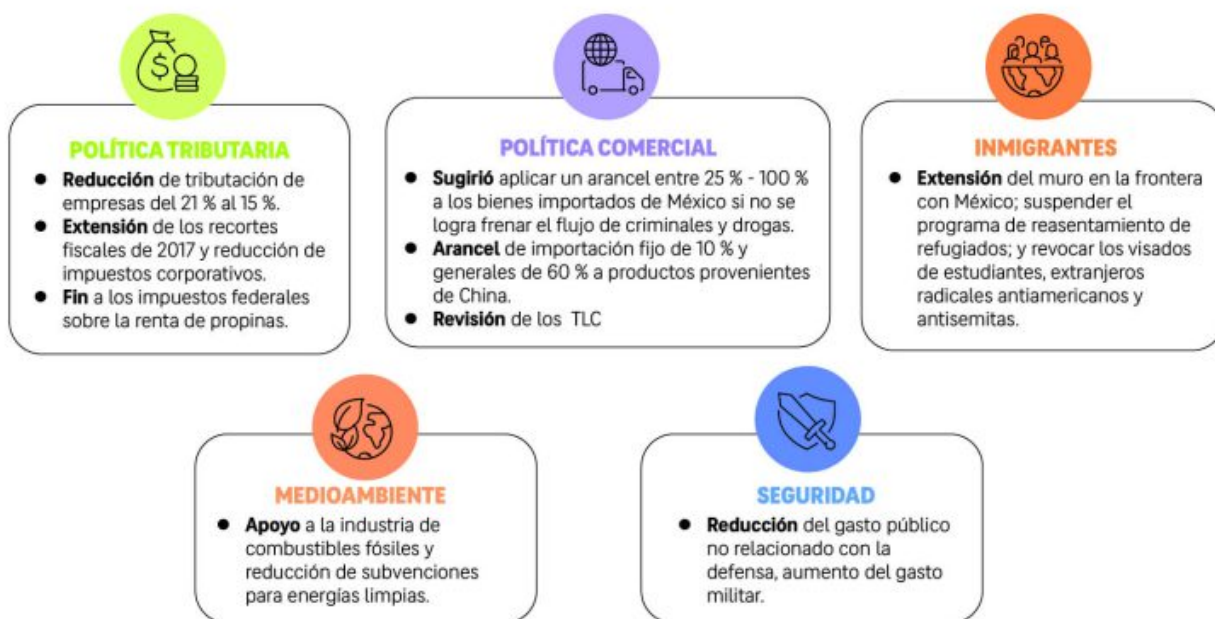 $
POLÍTICA TRIBUTARIA
● Reducción de tributación de
empresas del 21 % al 15 %.
● Extensión de los recortes
fiscales de 2017 y reducción de
impuestos corporativos.
● Fin a los impuestos federales
sobre la renta de propinas.
POLÍTICA COMERCIAL
● Sugirió aplicar un arancel entre 25 % - 100 %
a los bienes importados de México si no se
logra frenar el flujo de criminales y drogas.
● Arancel de importación fijo de 10 % y
generales de 60 % a productos provenientes
de China.
● Revisión de los TLC
INMIGRANTES
● Extensión del muro en la frontera
con México; suspender el
programa de reasentamiento de
refugiados; y revocar los visados
de estudiantes, extranjeros
radicales antiamericanos y
antisemitas.
MEDIOAMBIENTE
● Apoyo a la industria de
combustibles fósiles y
reducción de subvenciones
para energías limpias.
SEGURIDAD
● Reducción del gasto público
no relacionado con la
defensa, aumento del gasto
militar.